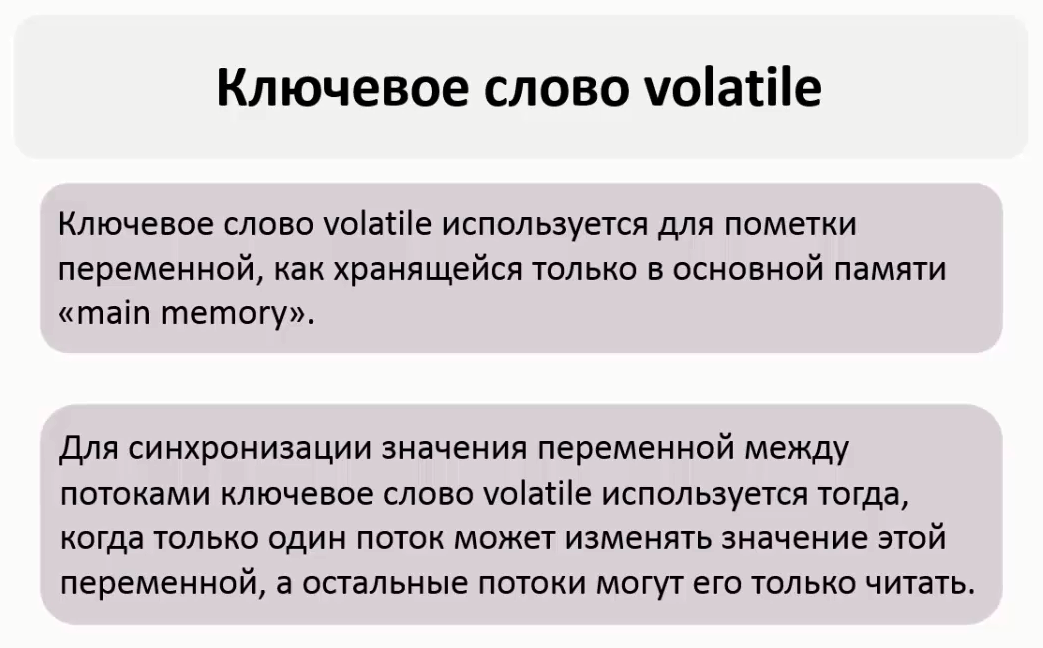 Ключевое слово volatile
Ключевое слово volatile используется для пометки
переменной, как хранящейся только в основной памяти
«main memory».
Для синхронизации значения переменной между
потоками ключевое слово volatile используется тогда,
когда только один поток может изменять значение этой
переменной, а остальные потоки могут его только читать.